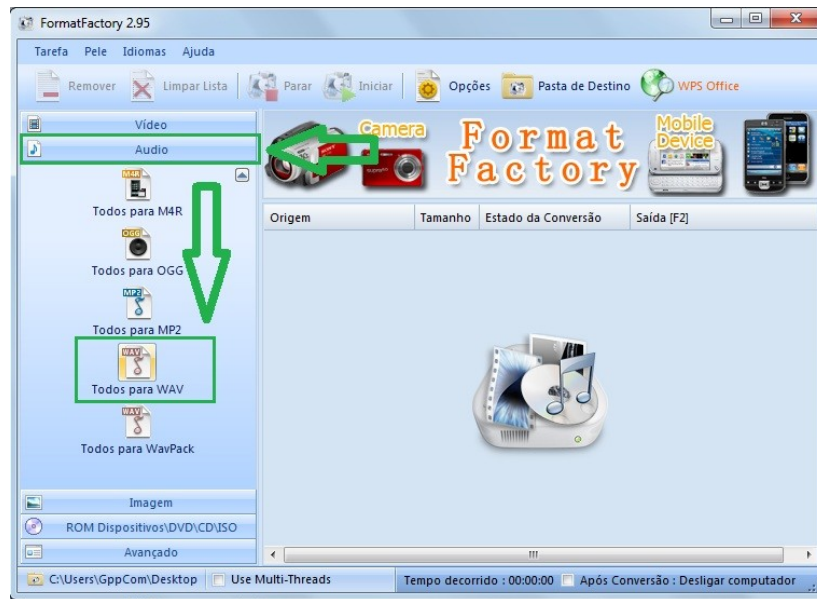 FormatFactory 2.95
Tarefa Pele Idiomas Ajuda
Remover Limpar Lista Parar Iniciar Opções Pasta de Destino WPS Office
Vídeo
Audio
Camera
Format
Factory
Mobile
Device
M4R
Todos para M4R
OGG
Todos para OGG
MP2
Todos para MP2
WAV
Todos para WAV
WAV
Todos para WavPack
Origem Tamanho Estado da Conversão Saída [F2]
Imagem
ROM Dispositivos\DVD\CD\ISO
Avançado
C:\Users\GppCom\Desktop Use Multi-Threads Tempo decorrido : 00:00:00 Após Conversão : Desligar computador